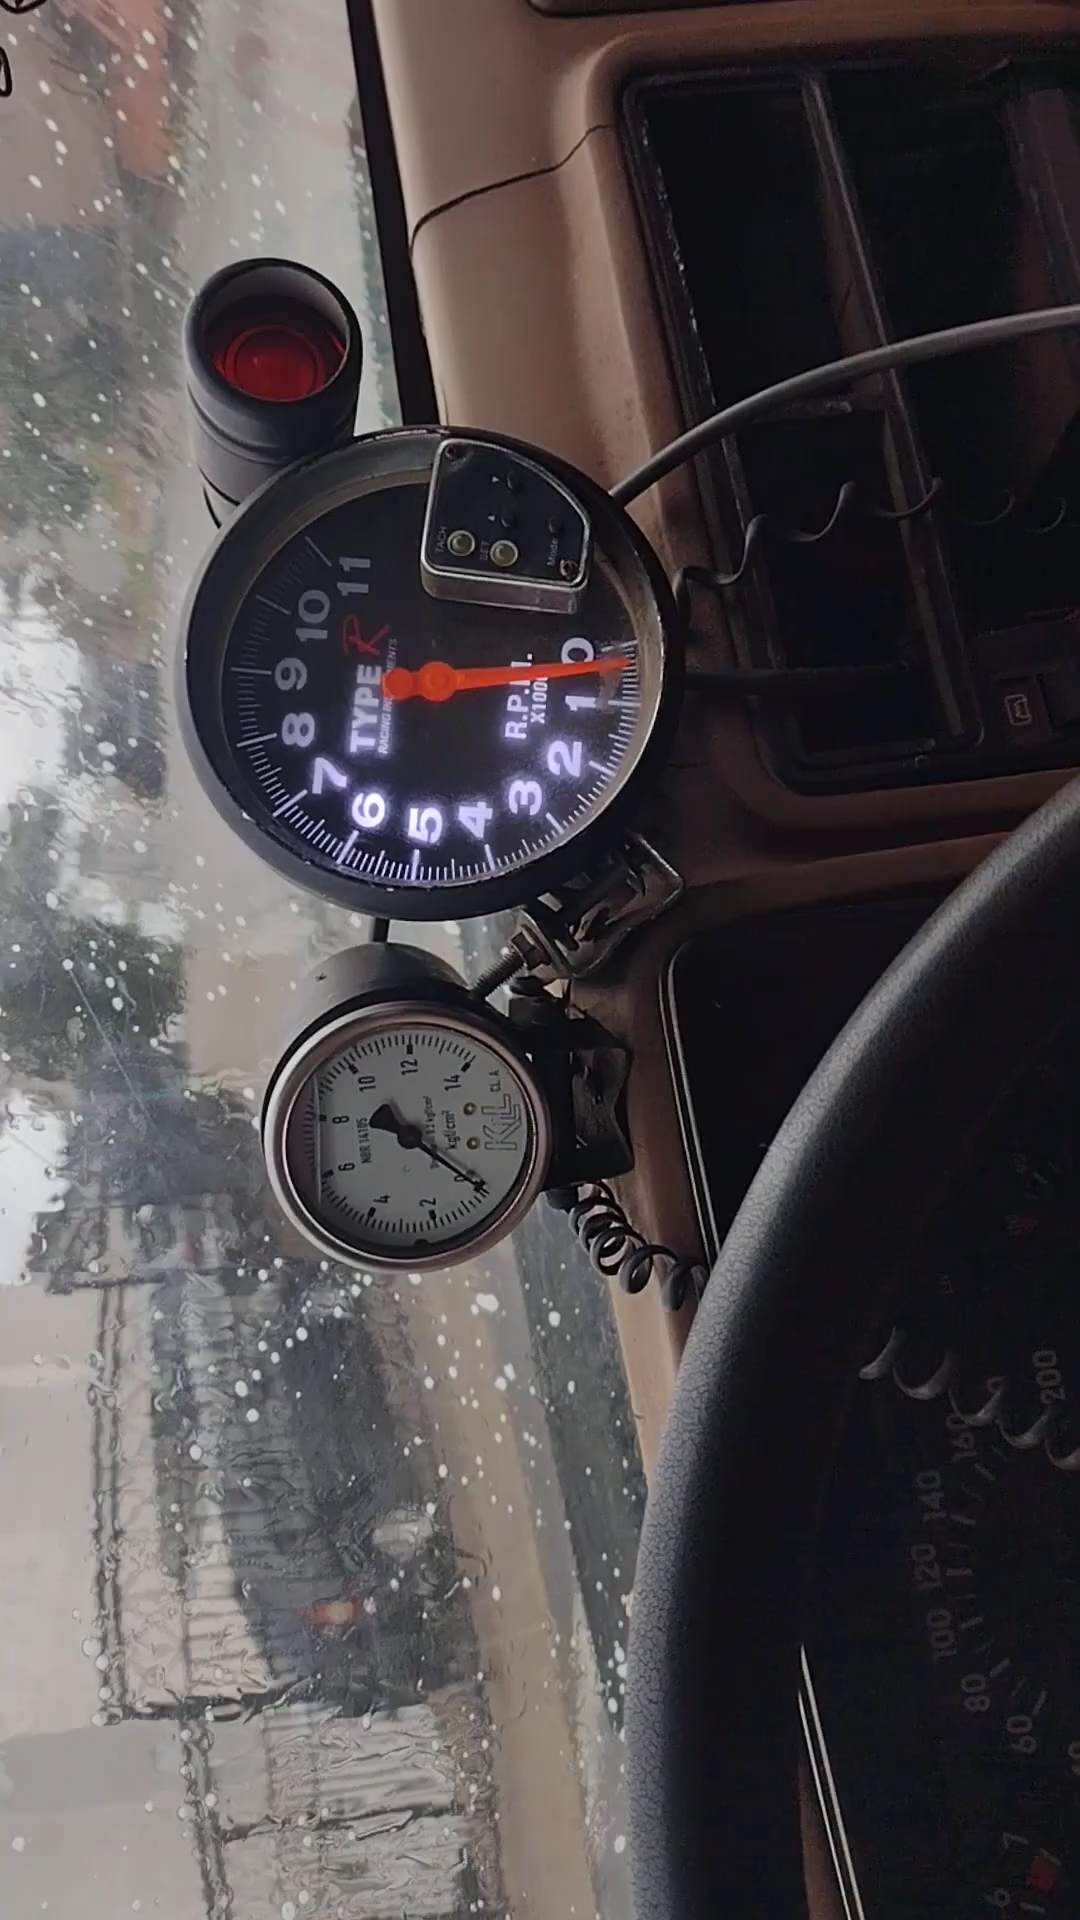 TACH
SET
Mode
11
10
9
8
7
6
5
4
3
2
1
0
TYPE R
RACING INSTRUMENTS
R.P.M.
X1000
0
2
4
6
8
10
12
14
NBR 14105
kgf/cm²
CL.A
60
80
100
120
140
160
200